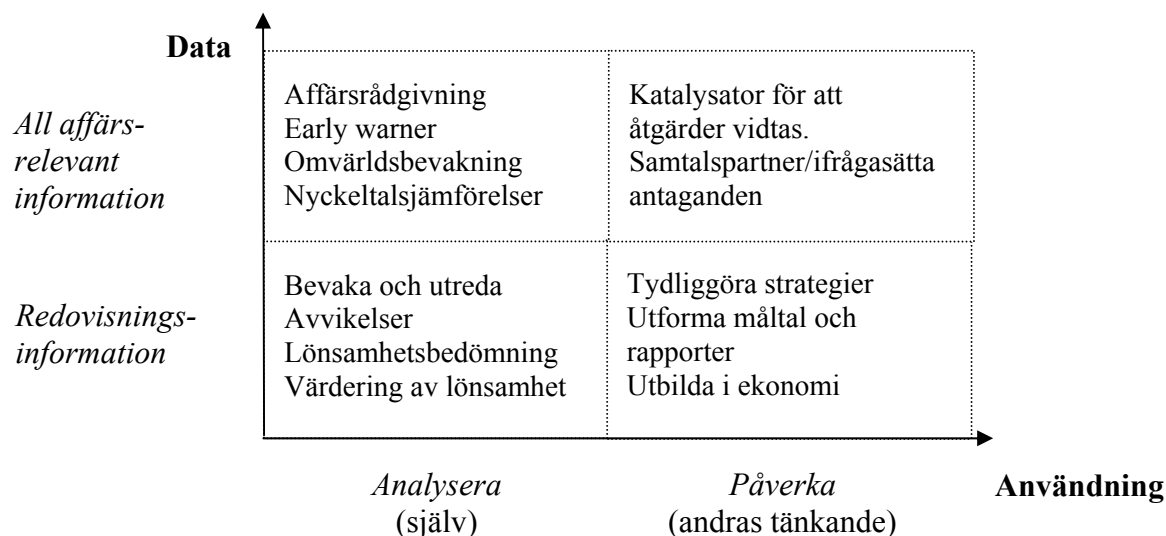 Data
All affärs-
relevant
information
Affärsrådgivning
Early warner
Omvärldsbevakning
Nyckeltalsjämförelser
Katalysator för att
åtgärder vidtas.
Samtalspartner/ifrågasätta
antaganden
Redovisnings-
information
Bevaka och utreda
Avvikelser
Lönsamhetsbedömning
Värdering av lönsamhet
Tydliggöra strategier
Utforma måltal och
rapporter
Utbilda i ekonomi
Analysera
(själv)
Påverka
(andras tänkande)
Användning